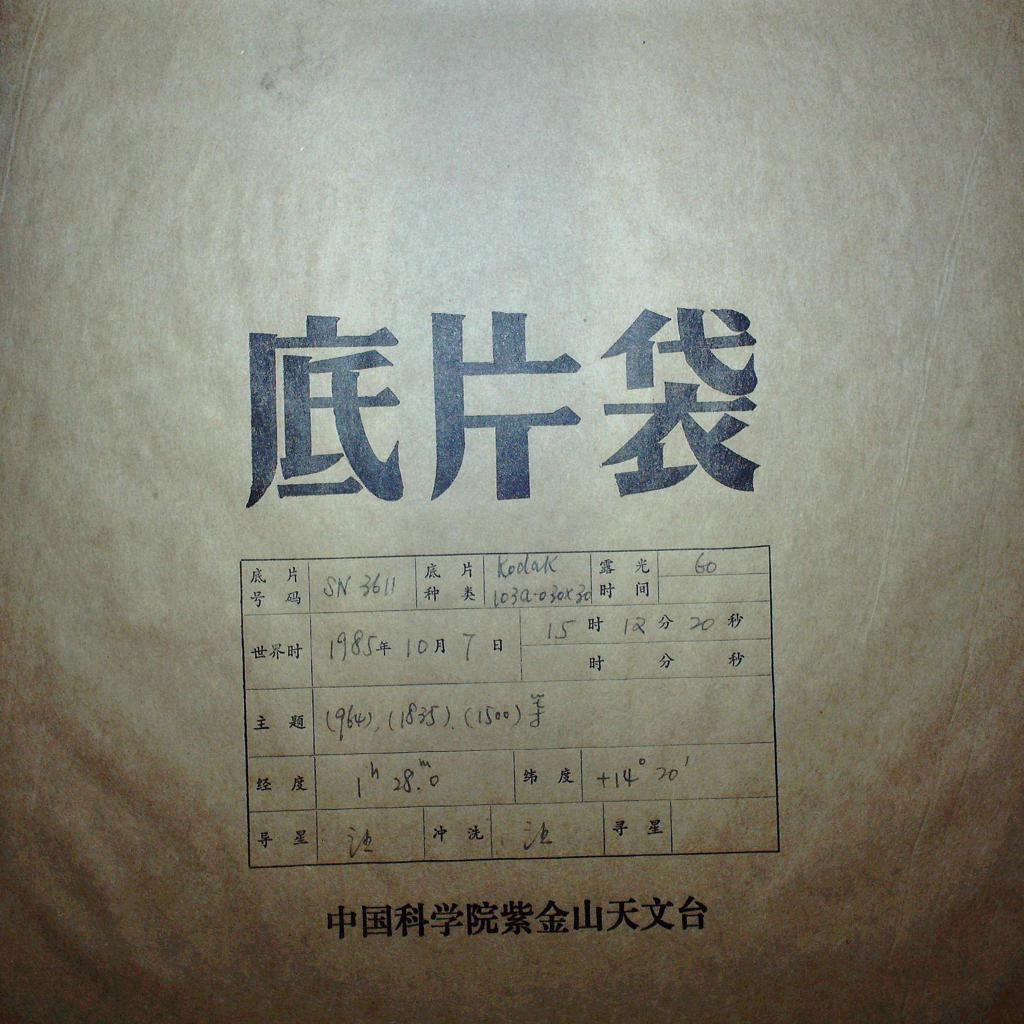 底片袋
底片号码 SN 3611 底片种类 Kodak 103a-0 30x30 露光时间 60
世界时 1985年 10月 7日 15时 12分 20秒
时 分 秒
主题 (964), (1835), (1500) 等
经度 1h 28.m0 纬度 +14° 20'
导星 冲洗 寻星
中国科学院紫金山天文台